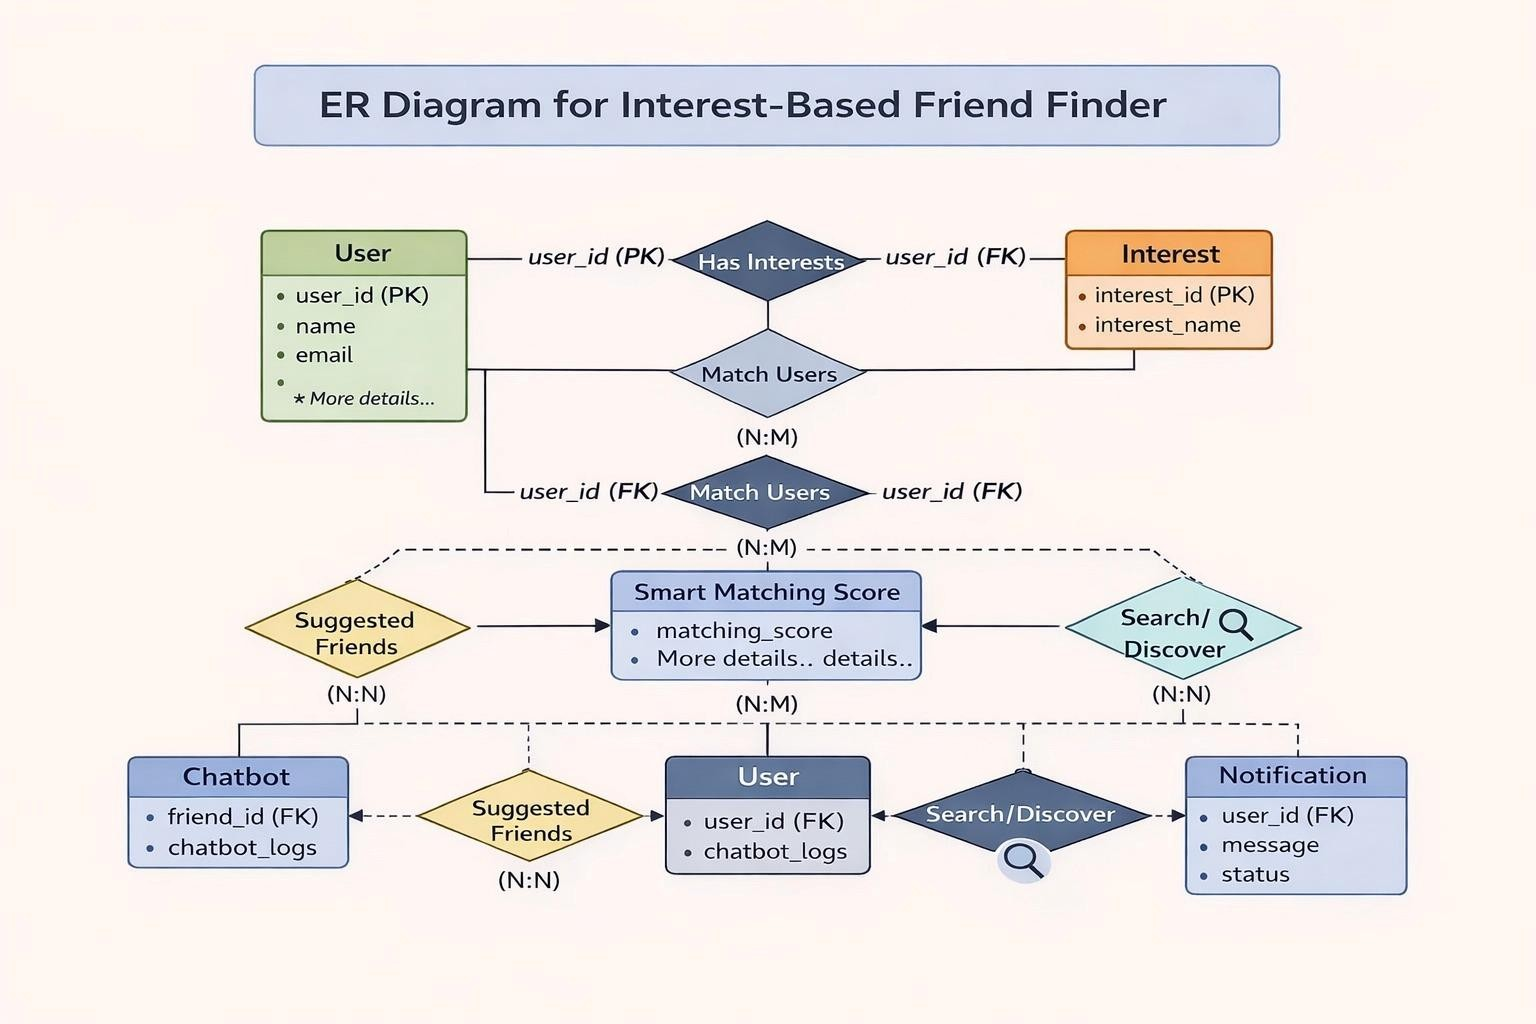 ER Diagram for Interest-Based Friend Finder
User
• user_id (PK)
• name
• email
•
* More details...
user_id (PK)
Has Interests
user_id (FK)
Interest
• interest_id (PK)
• interest_name
Match Users
(N:M)
user_id (FK)
Match Users
user_id (FK)
(N:M)
Suggested
Friends
(N:N)
Smart Matching Score
• matching_score
• More details.. details..
(N:M)
Search/
Discover
(N:N)
Chatbot
• friend_id (FK)
• chatbot_logs
Suggested
Friends
(N:N)
User
• user_id (FK)
• chatbot_logs
Search/Discover
Notification
• user_id (FK)
• message
• status